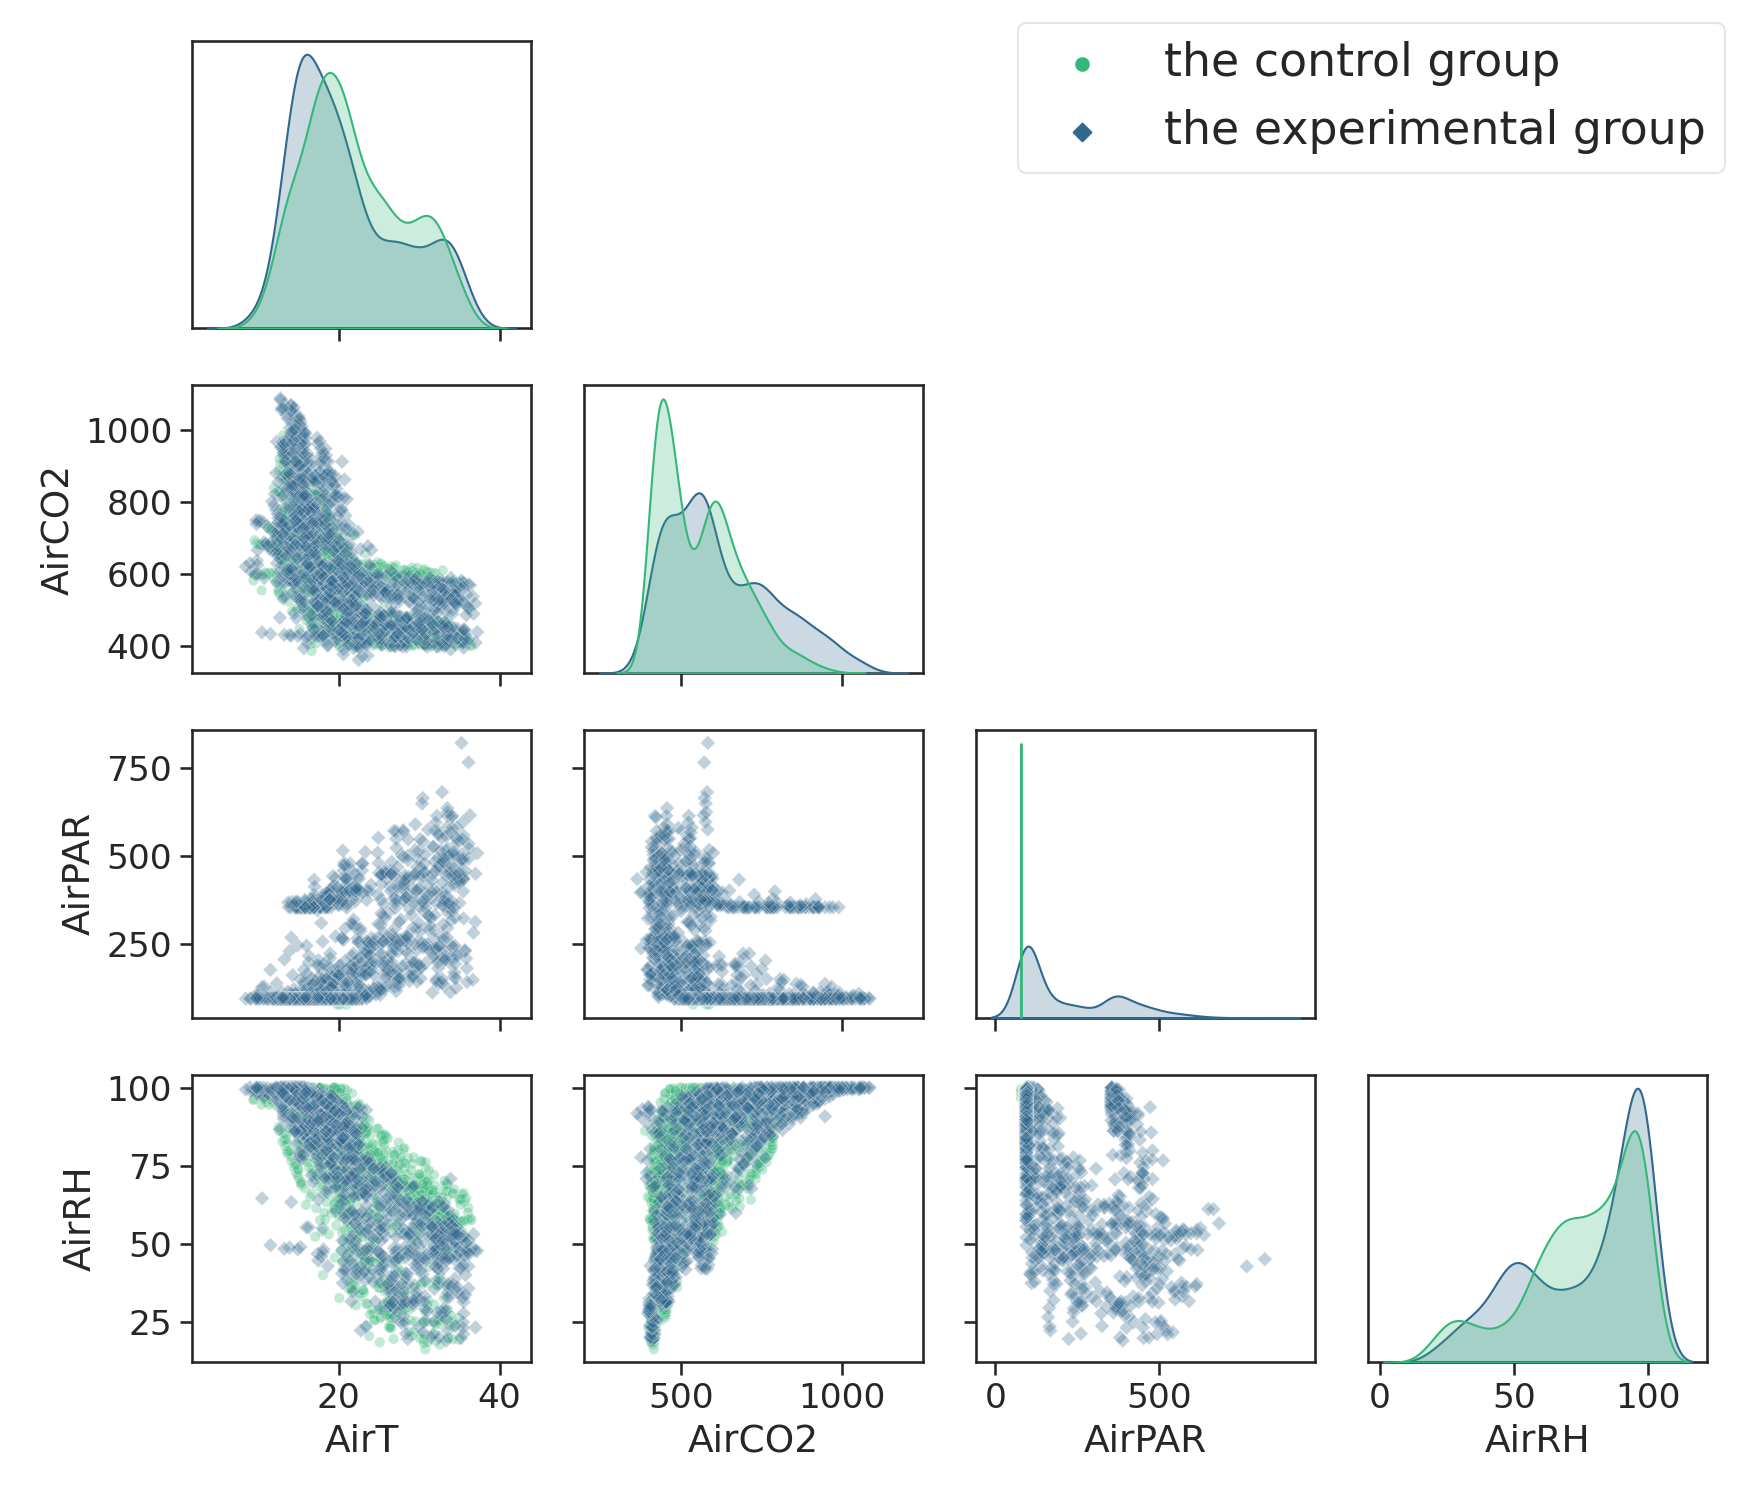 the control group
the experimental group
1000
800
600
400
AirCO2
750
500
250
AirPAR
100
75
50
25
AirRH
20 40 500 1000 0 500 0 50 100
AirT AirCO2 AirPAR AirRH